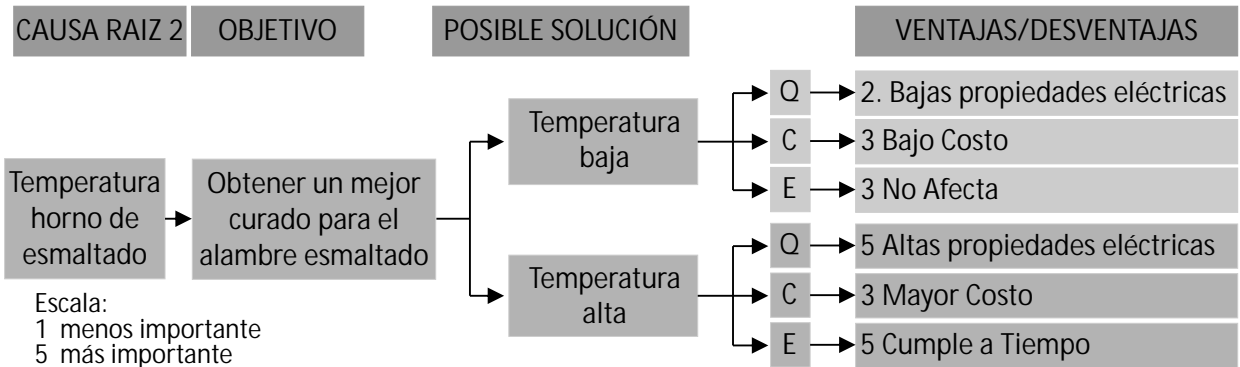 CAUSA RAIZ 2
OBJETIVO
POSIBLE SOLUCIÓN
VENTAJAS/DESVENTAJAS
Temperatura
horno de
esmaltado
Obtener un mejor
curado para el
alambre esmaltado
Temperatura
baja
Q
2. Bajas propiedades eléctricas
C
3 Bajo Costo
E
3 No Afecta
Temperatura
alta
Q
5 Altas propiedades eléctricas
C
3 Mayor Costo
E
5 Cumple a Tiempo
Escala:
1 menos importante
5 más importante